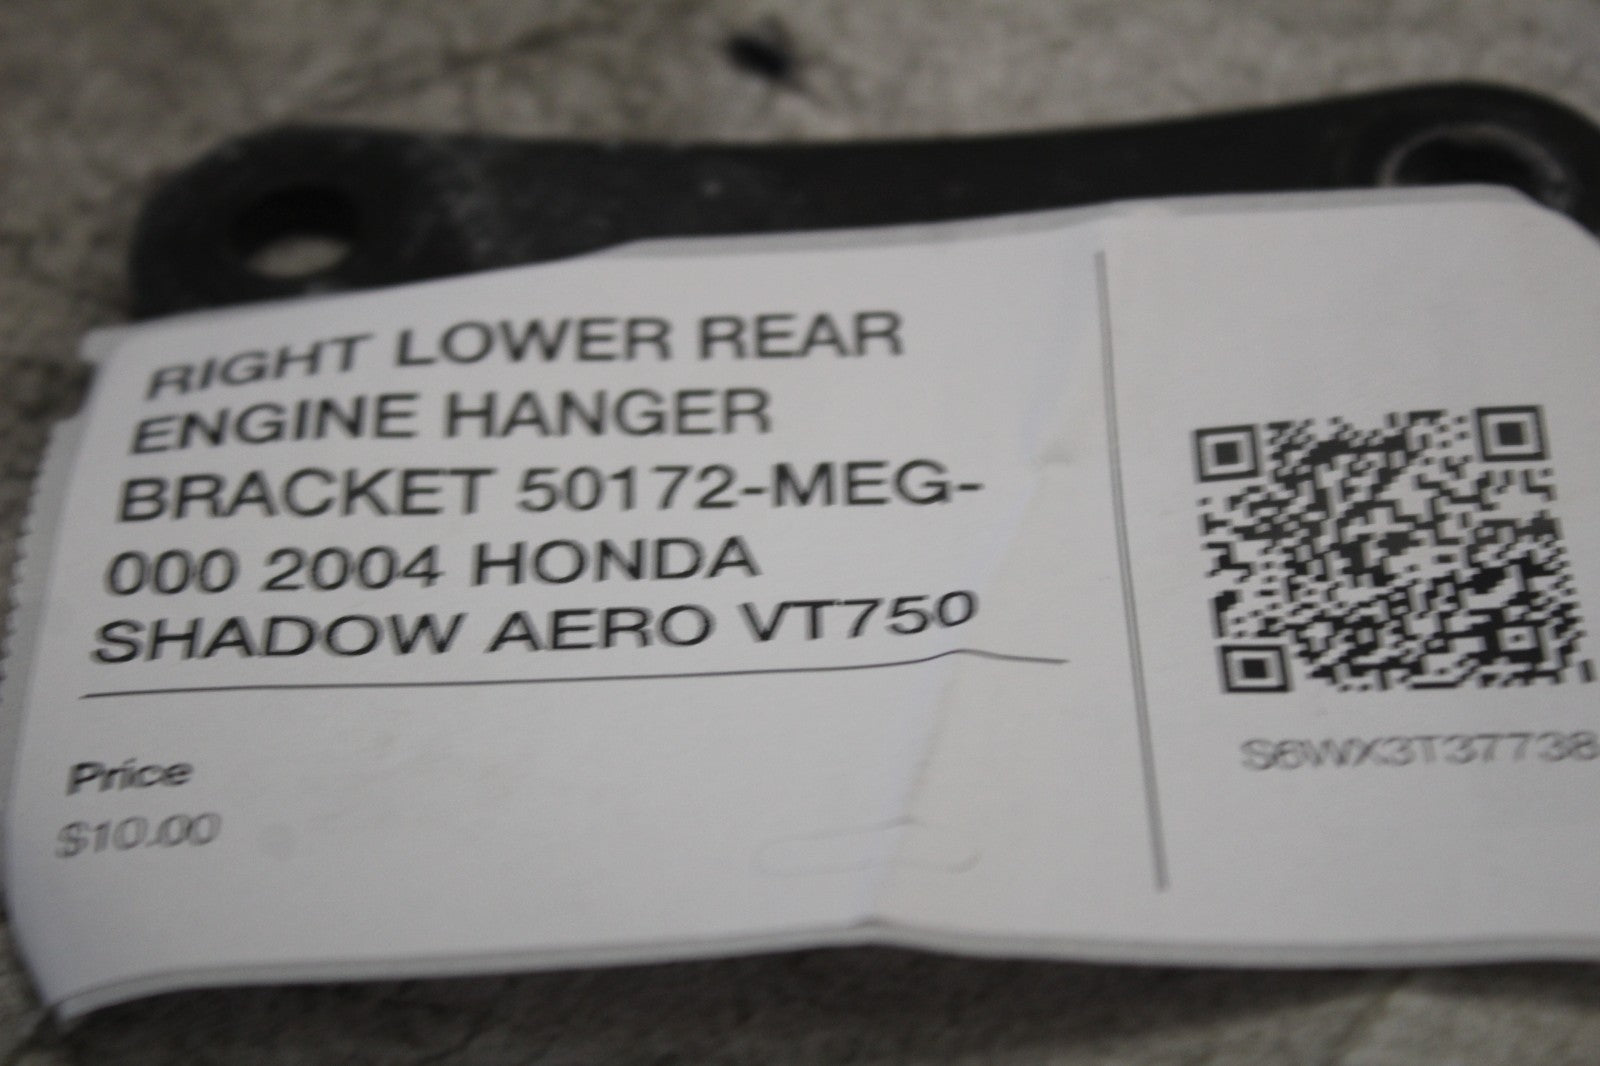 RIGHT LOWER REAR
ENGINE HANGER
BRACKET 50172-MEG-
000 2004 HONDA
SHADOW AERO VT750
Price
$10.00
S6WX3T37738